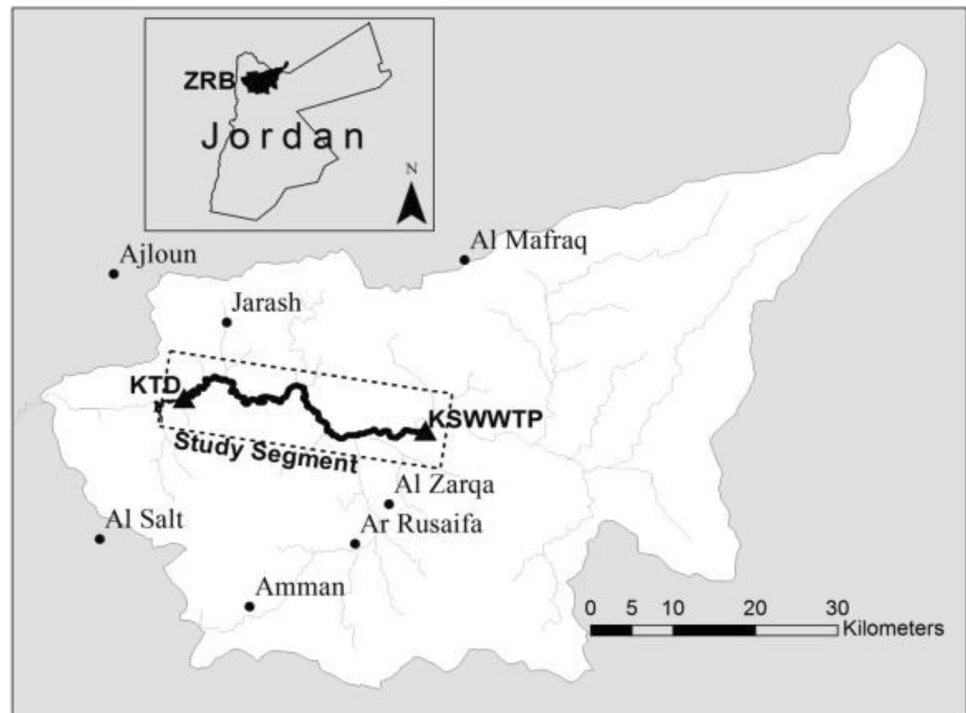 ZRB
Jordan
N
Ajloun
Al Mafraq
Jarash
KTD
KSWWTP
Study Segment
Al Zarqa
Al Salt
Ar Rusaifa
Amman
0 5 10 20 30
Kilometers